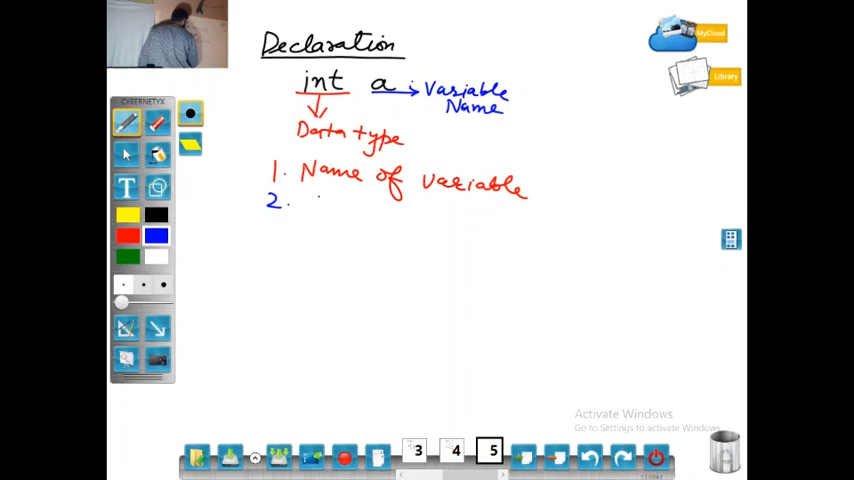 Declaration
int a → Variable Name
Data type
1. Name of variable
2.
MyCloud
Library
CYBERNETYX
T
Activate Windows
Go to Settings to activate Windows.
3 4 5